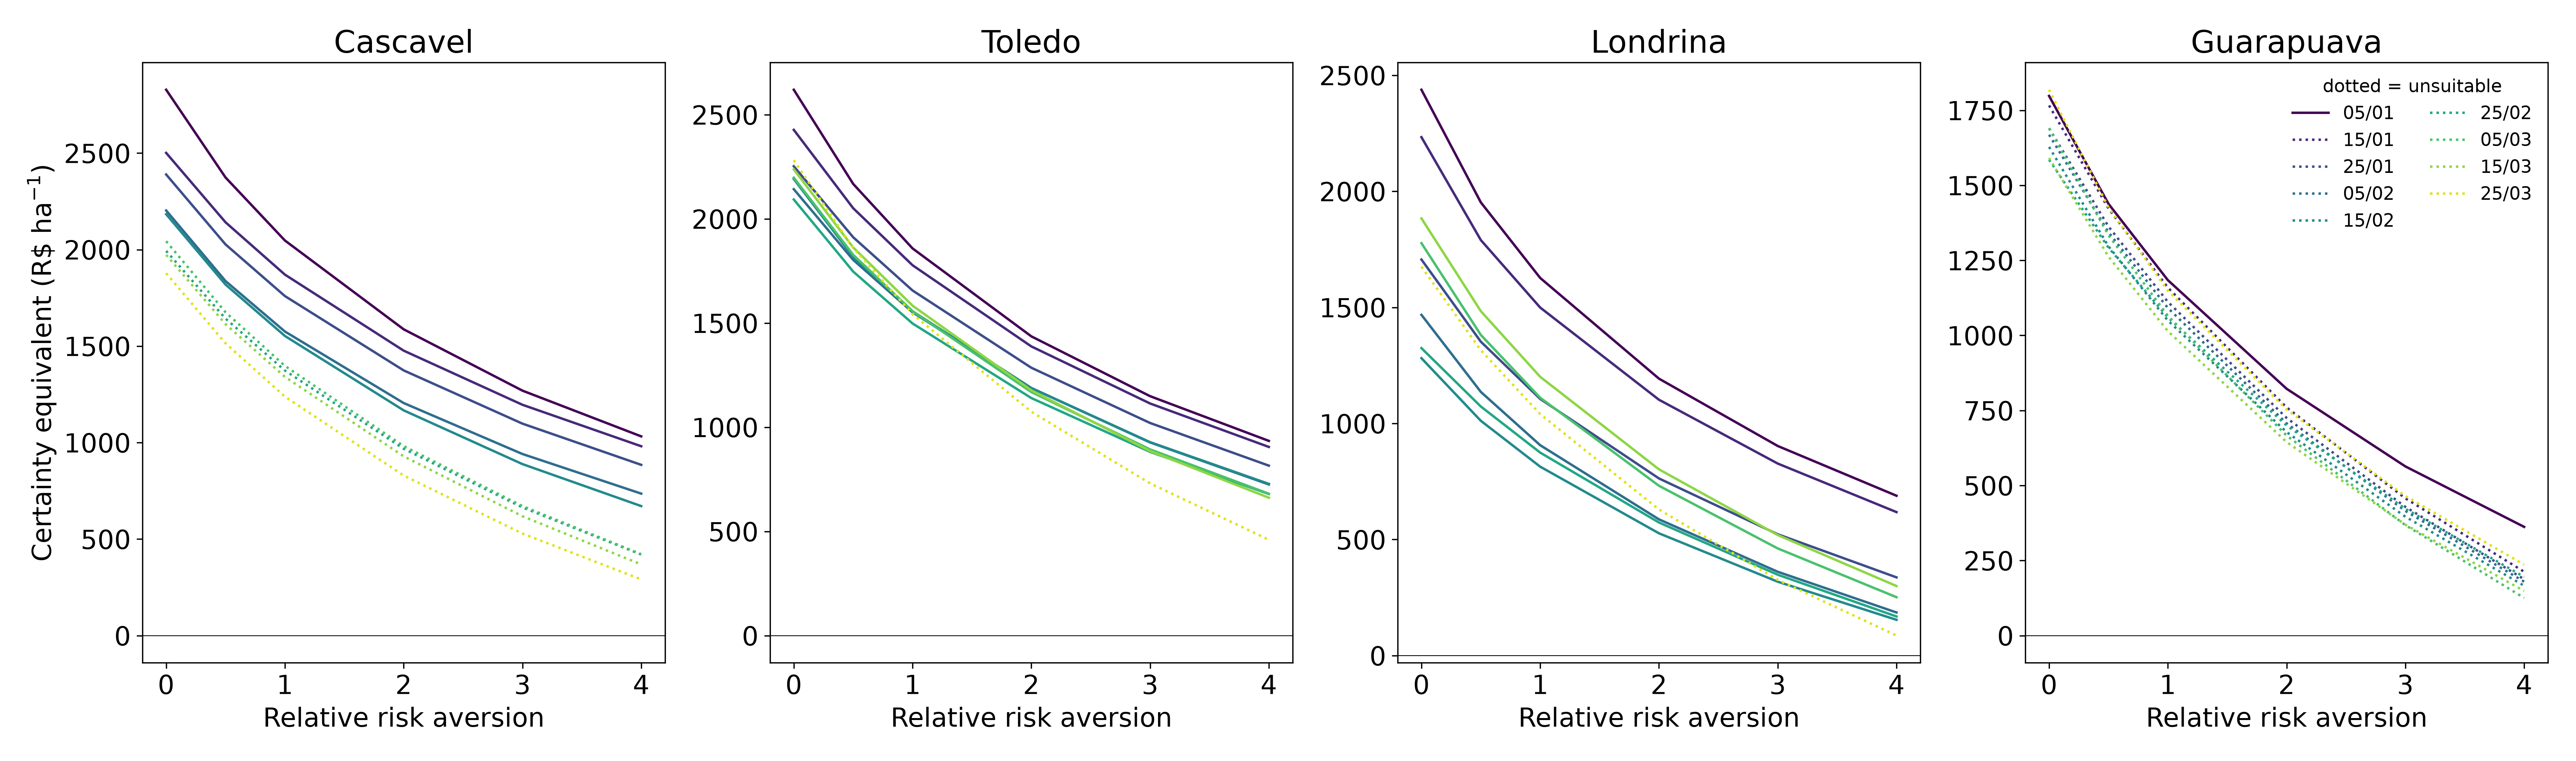 Cascavel
Toledo
Londrina
Guarapuava
Certainty equivalent (R$ ha⁻¹)
2500
2000
1500
1000
500
0
0 1 2 3 4
Relative risk aversion
2500
2000
1500
1000
500
0
0 1 2 3 4
Relative risk aversion
2500
2000
1500
1000
500
0
0 1 2 3 4
Relative risk aversion
1750
1500
1250
1000
750
500
250
0
0 1 2 3 4
Relative risk aversion
dotted = unsuitable
05/01
15/01
25/01
05/02
15/02
25/02
05/03
15/03
25/03